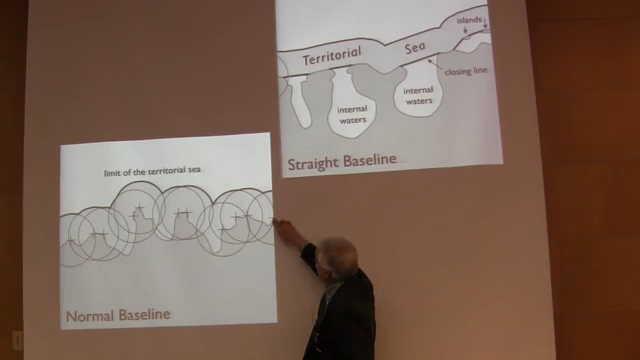 islands
Territorial Sea
closing line
internal
waters
internal
waters
Straight Baseline
limit of the territorial sea
Normal Baseline